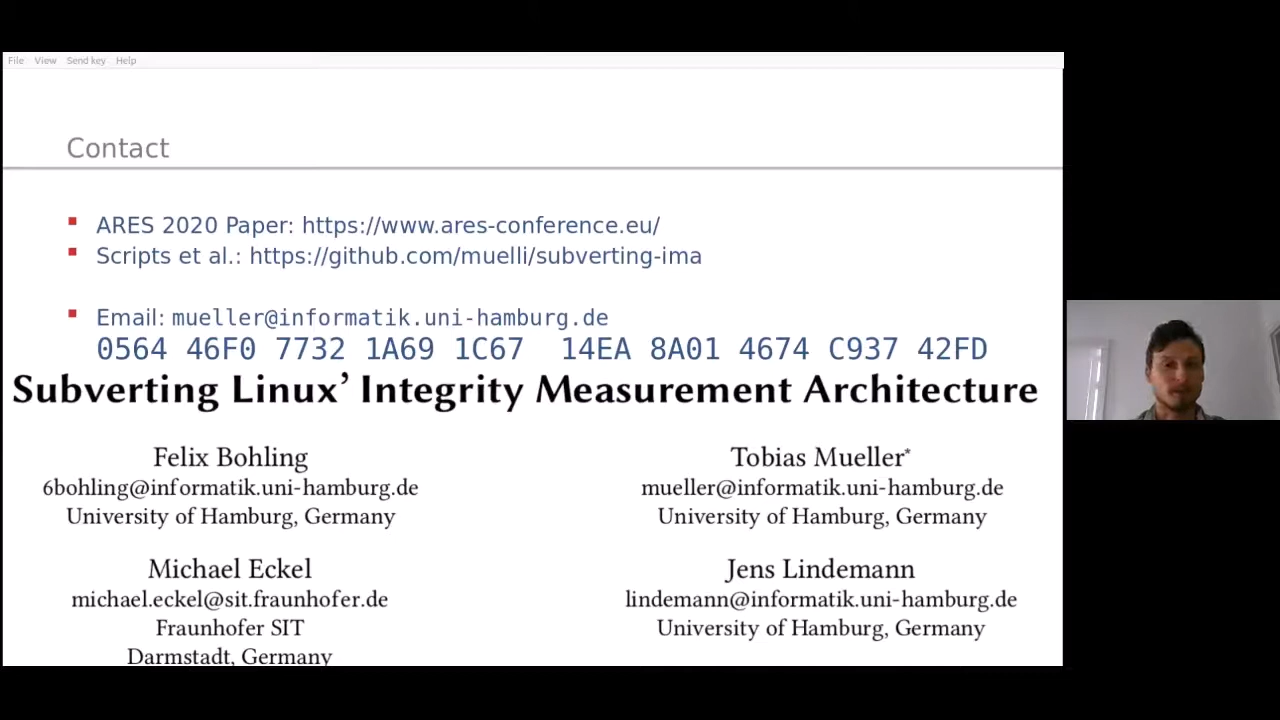 File View Send key Help
Contact
ARES 2020 Paper: https://www.ares-conference.eu/
Scripts et al.: https://github.com/muelli/subverting-ima
Email: mueller@informatik.uni-hamburg.de
0564 46F0 7732 1A69 1C67  14EA 8A01 4674 C937 42FD
Subverting Linux’ Integrity Measurement Architecture
Felix Bohling
6bohling@informatik.uni-hamburg.de
University of Hamburg, Germany
Tobias Mueller*
mueller@informatik.uni-hamburg.de
University of Hamburg, Germany
Michael Eckel
michael.eckel@sit.fraunhofer.de
Fraunhofer SIT
Darmstadt, Germany
Jens Lindemann
lindemann@informatik.uni-hamburg.de
University of Hamburg, Germany